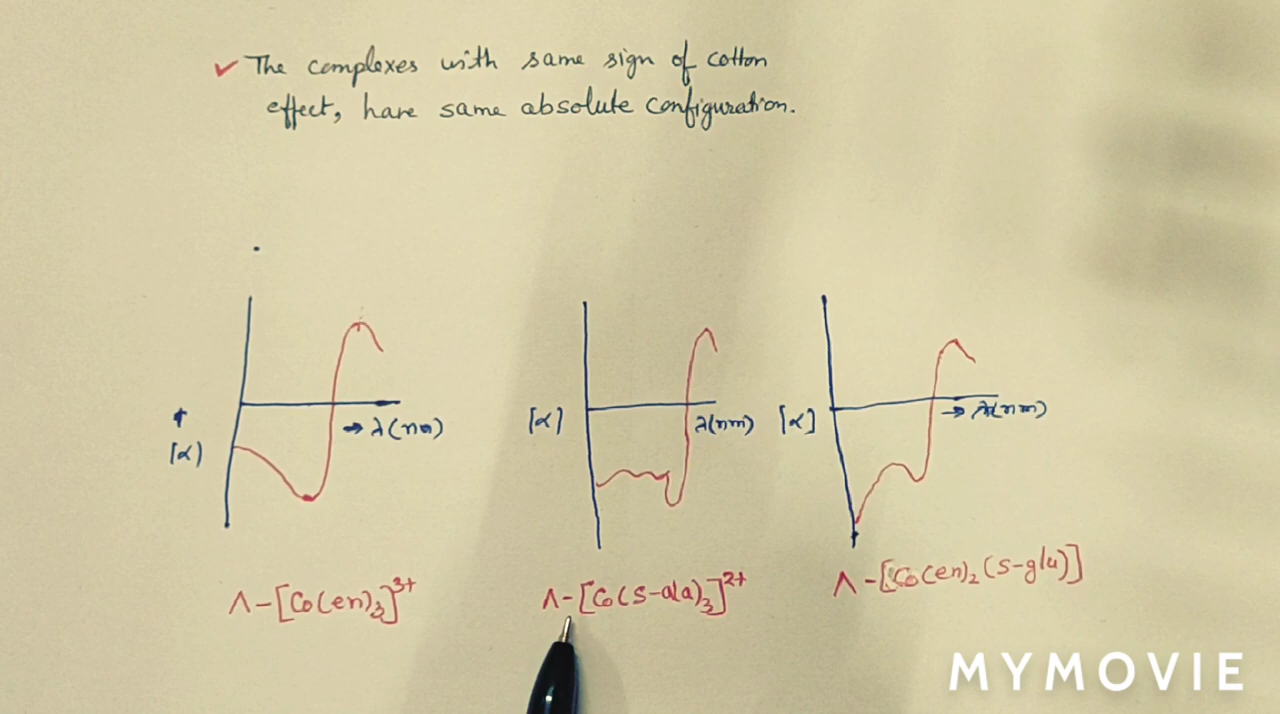 ✓ The complexes with same sign of cotton
effect, have same absolute configuration.
[α]
→ λ(nm)
[α]
λ(nm)
[α]
→ λ(nm)
Λ-[Co(en)₃]³⁺
Λ-[Co(S-ala)₃]²⁺
Λ-[Co(en)₂(S-glu)]
MYMOVIE